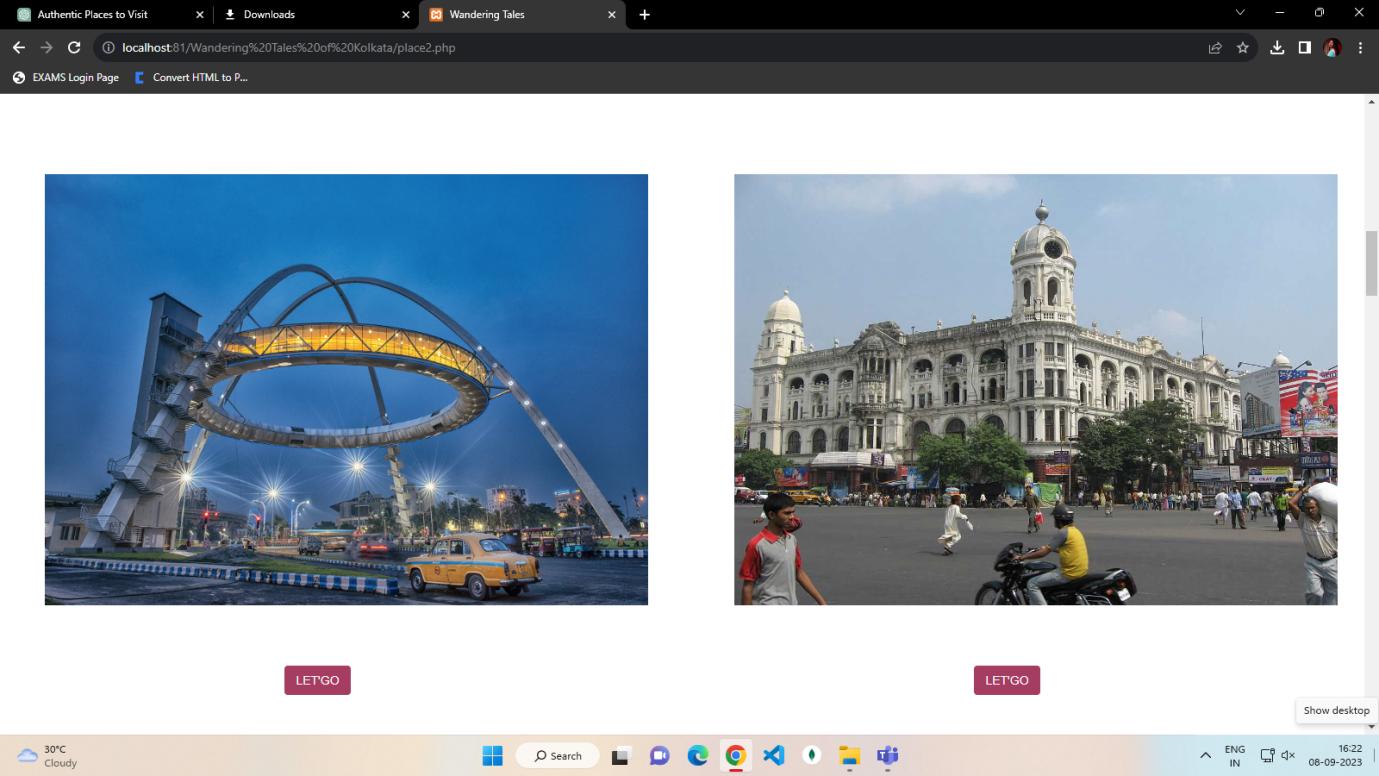 Authentic Places to Visit
Downloads
Wandering Tales
localhost:81/Wandering%20Tales%20of%20Kolkata/place2.php
EXAMS Login Page
Convert HTML to P...
LET'GO
LET'GO
Show desktop
30°C
Cloudy
Search
ENG
IN
16:22
08-09-2023